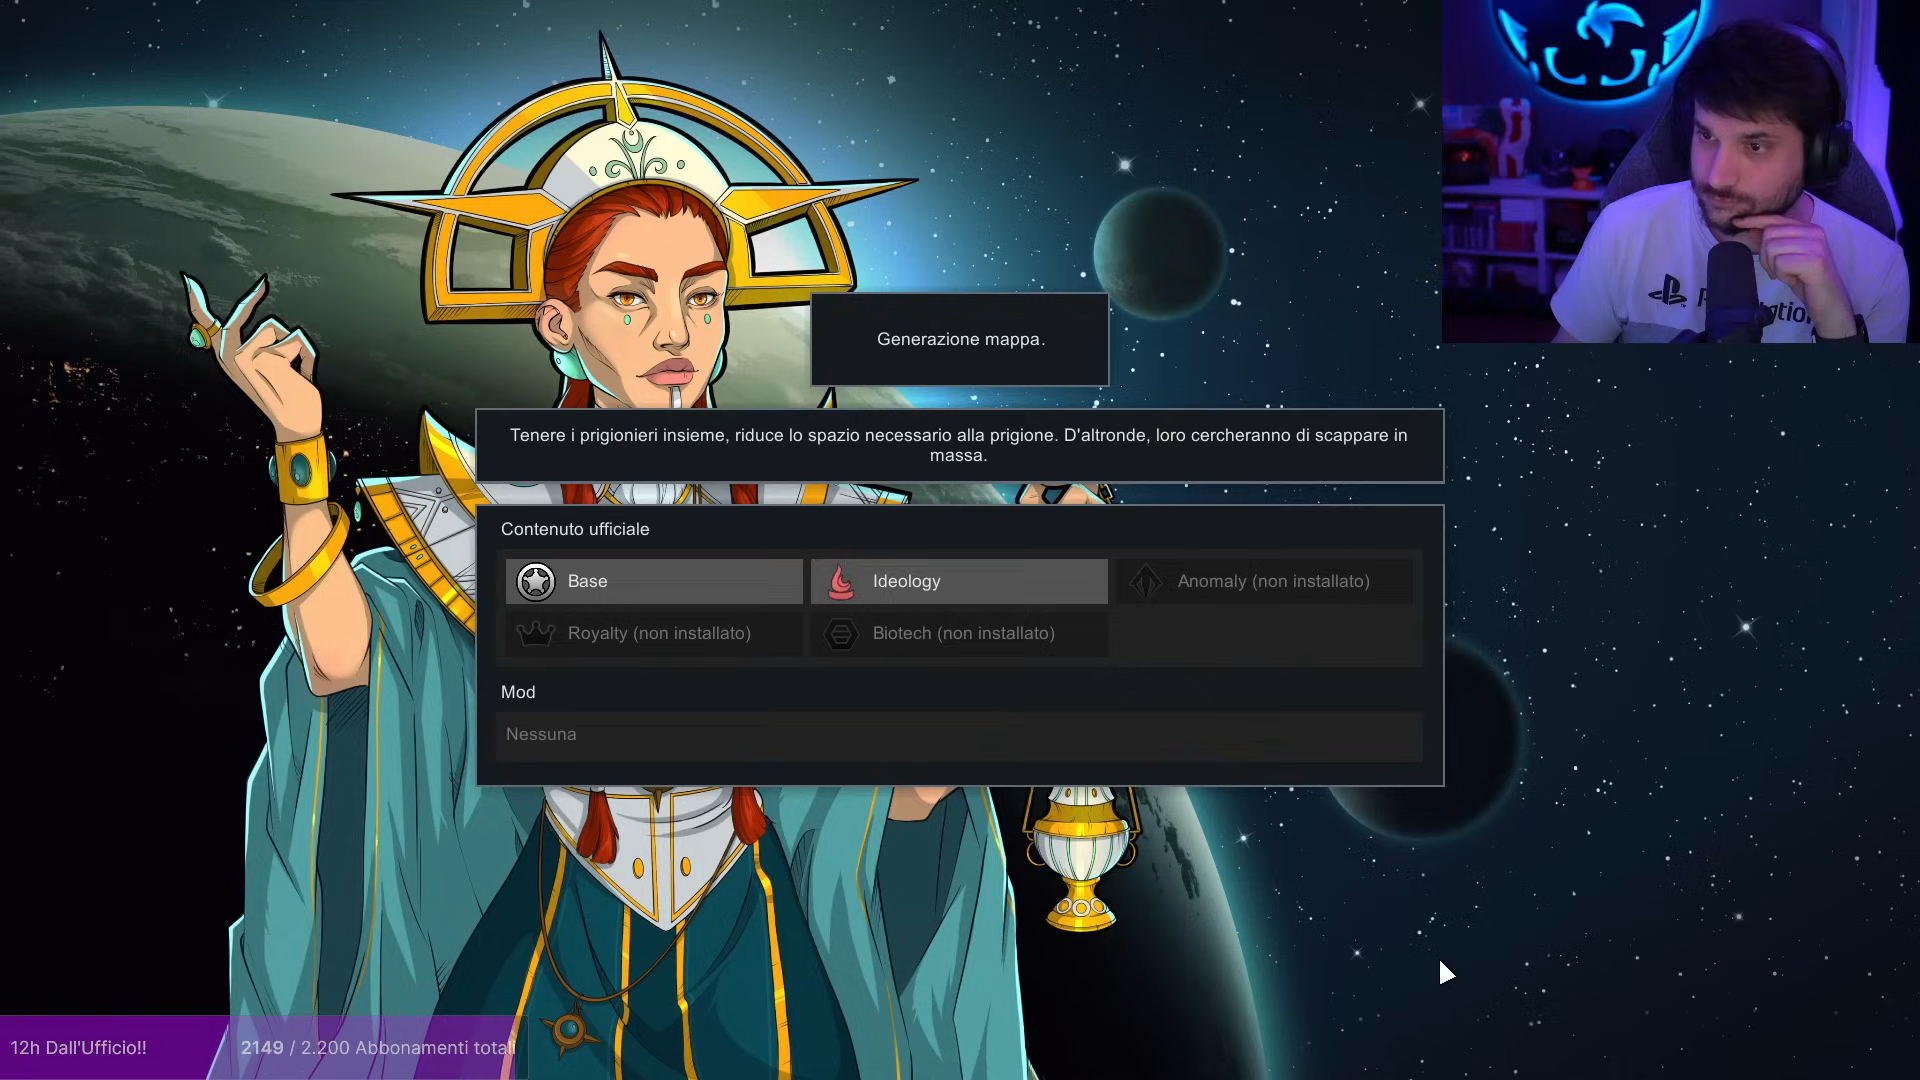 Generazione mappa.
Tenere i prigionieri insieme, riduce lo spazio necessario alla prigione. D'altronde, loro cercheranno di scappare in
massa.
Contenuto ufficiale
Base
Ideology
Anomaly (non installato)
Royalty (non installato)
Biotech (non installato)
Mod
Nessuna
12h Dall'Ufficio!!
2149 / 2.200 Abbonamenti totali